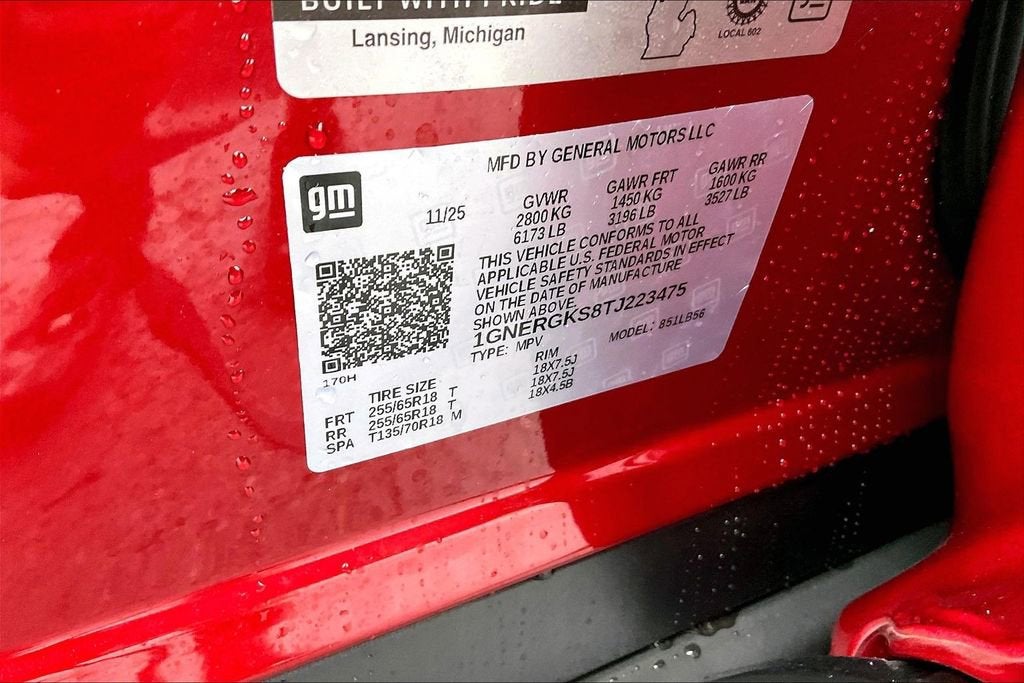 BUILT WITH PRIDE
Lansing, Michigan
LOCAL 602
gm
MFD BY GENERAL MOTORS LLC
11/25
GVWR GAWR FRT GAWR RR
2800 KG 1450 KG 1600 KG
6173 LB 3196 LB 3527 LB
THIS VEHICLE CONFORMS TO ALL
APPLICABLE U.S. FEDERAL MOTOR
VEHICLE SAFETY STANDARDS IN EFFECT
ON THE DATE OF MANUFACTURE
SHOWN ABOVE.
1GNERGKS8TJ223475
TYPE: MPV MODEL: 851LB56
170H
TIRE SIZE RIM
FRT 255/65R18 T 18X7.5J
RR 255/65R18 T 18X7.5J
SPA T135/70R18 M 18X4.5B